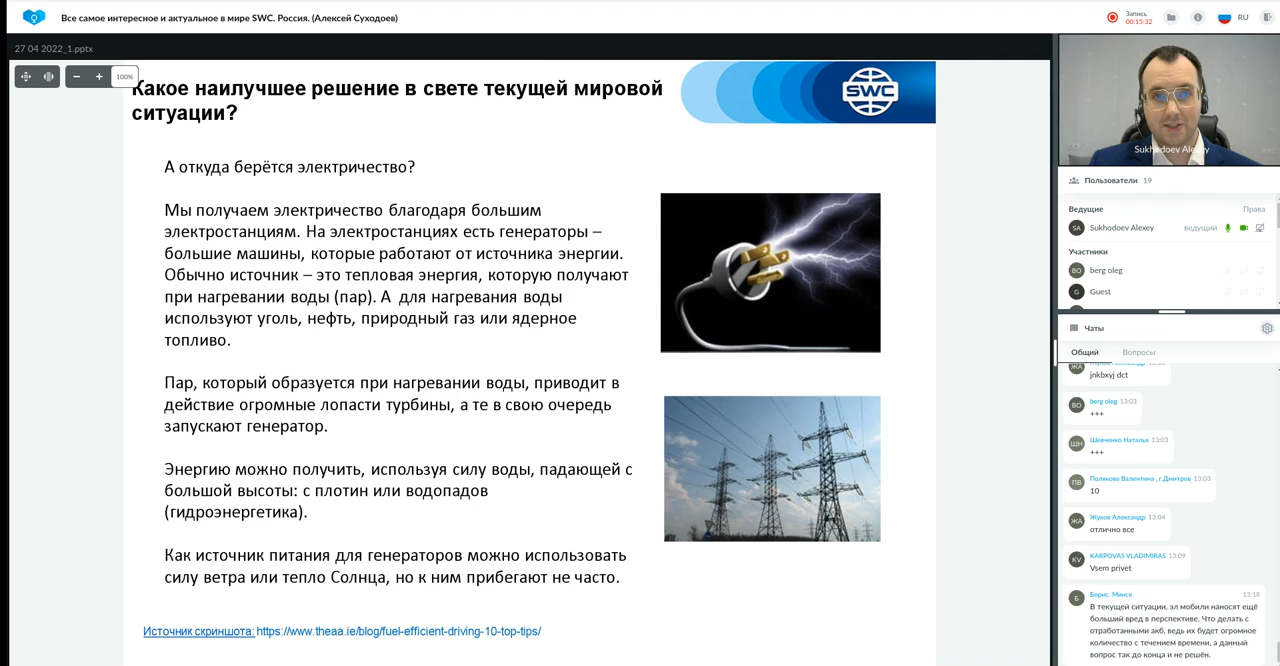 Все самое интересное и актуальное в мире SWC. Россия. (Алексей Суходоев)
Запись
00:15:32
RU
27 04 2022_1.pptx
100%
Какое наилучшее решение в свете текущей мировой
ситуации?
SWC
А откуда берётся электричество?
Мы получаем электричество благодаря большим
электростанциям. На электростанциях есть генераторы –
большие машины, которые работают от источника энергии.
Обычно источник – это тепловая энергия, которую получают
при нагревании воды (пар). А для нагревания воды
используют уголь, нефть, природный газ или ядерное
топливо.
Пар, который образуется при нагревании воды, приводит в
действие огромные лопасти турбины, а те в свою очередь
запускают генератор.
Энергию можно получить, используя силу воды, падающей с
большой высоты: с плотин или водопадов
(гидроэнергетика).
Как источник питания для генераторов можно использовать
силу ветра или тепло Солнца, но к ним прибегают не часто.
Источник скриншота: https://www.theaa.ie/blog/fuel-efficient-driving-10-top-tips/
Sukhodoev Alexey
Пользователи 19
Ведущие Права
SA Sukhodoev Alexey ведущий
Участники
BO berg oleg
G Guest
Чаты
Общий Вопросы
ЖА
jnkbxyj dct
BO berg oleg 13:03
+++
ШН Шевченко Наталья 13:03
+++
ПВ Полякова Валентина , г.Дмитров 13:03
10
ЖА Жуков Александр 13:04
отлично все
KV KARPOVAS VLADIMIRAS 13:09
Vsem privet
Б Борис. Минск 13:18
В текущей ситуации, эл мобили наносят ещё
больший вред в перспективе. Что делать с
отработанными акб, ведь их будет огромное
количество с течением времени, а данный
вопрос так до конца и не решён.